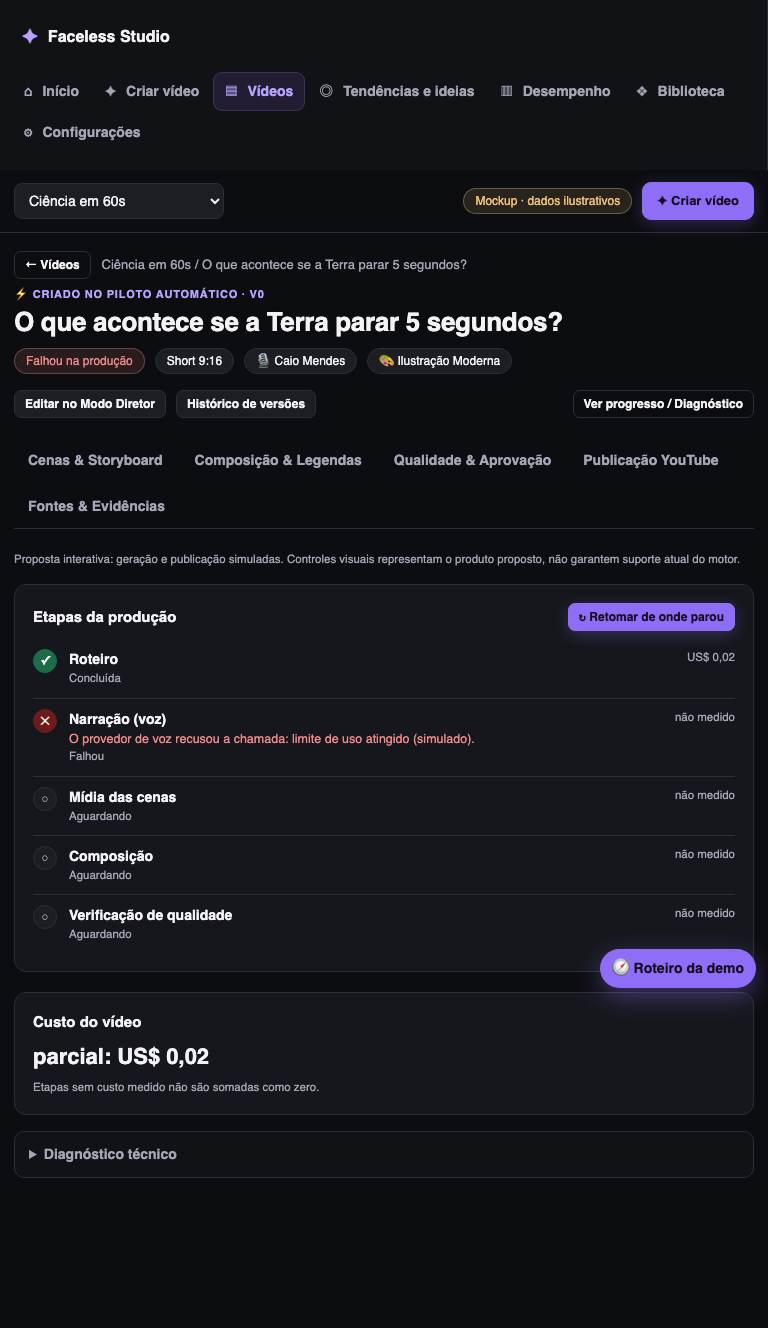 ✦ Faceless Studio
⌂ Início ✦ Criar vídeo ▤ Vídeos ◎ Tendências e ideias ▥ Desempenho ❖ Biblioteca
⚙ Configurações
Ciência em 60s
Mockup · dados ilustrativos
✦ Criar vídeo
← Vídeos
Ciência em 60s / O que acontece se a Terra parar 5 segundos?
⚡ CRIADO NO PILOTO AUTOMÁTICO · V0
O que acontece se a Terra parar 5 segundos?
Falhou na produção
Short 9:16
🎙️ Caio Mendes
🎨 Ilustração Moderna
Editar no Modo Diretor
Histórico de versões
Ver progresso / Diagnóstico
Cenas & Storyboard
Composição & Legendas
Qualidade & Aprovação
Publicação YouTube
Fontes & Evidências
Proposta interativa: geração e publicação simuladas. Controles visuais representam o produto proposto, não garantem suporte atual do motor.
Etapas da produção
↻ Retomar de onde parou
✓ Roteiro
US$ 0,02
Concluída
✕ Narração (voz)
não medido
O provedor de voz recusou a chamada: limite de uso atingido (simulado).
Falhou
○ Mídia das cenas
não medido
Aguardando
○ Composição
não medido
Aguardando
○ Verificação de qualidade
não medido
Aguardando
🧭 Roteiro da demo
Custo do vídeo
parcial: US$ 0,02
Etapas sem custo medido não são somadas como zero.
▶ Diagnóstico técnico